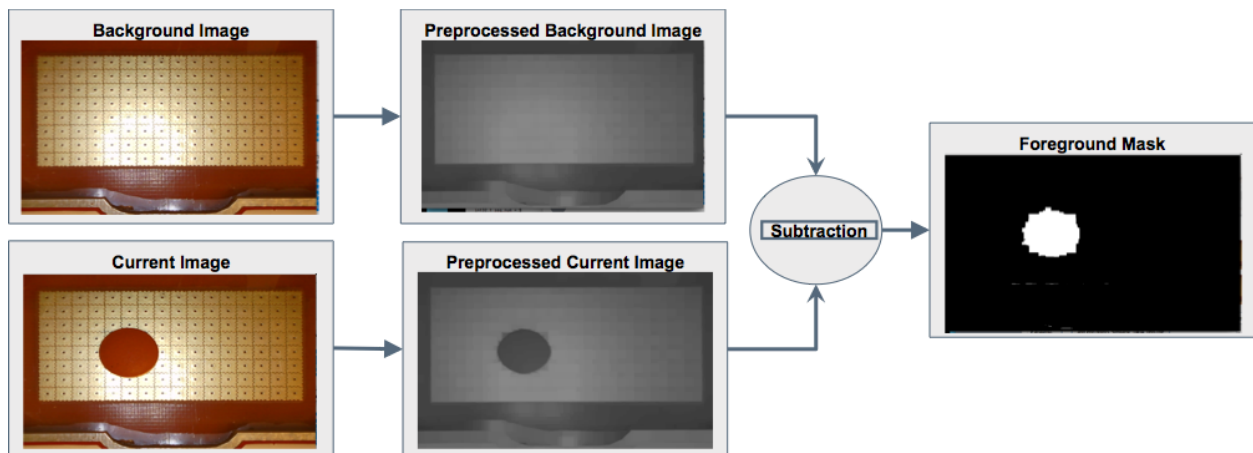 Background Image
Preprocessed Background Image
Foreground Mask
Subtraction
Current Image
Preprocessed Current Image